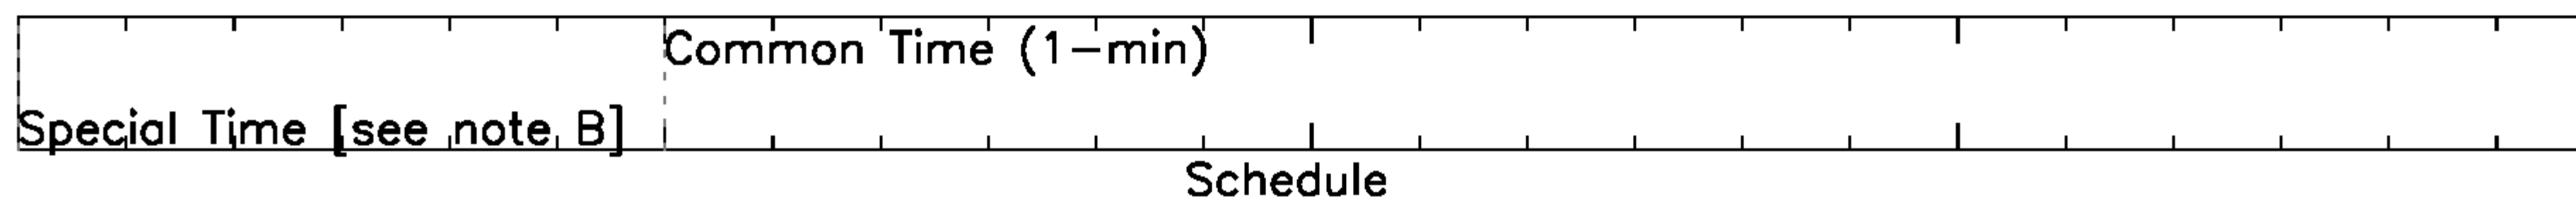 Common Time (1-min)
Special Time [see note B]
Schedule